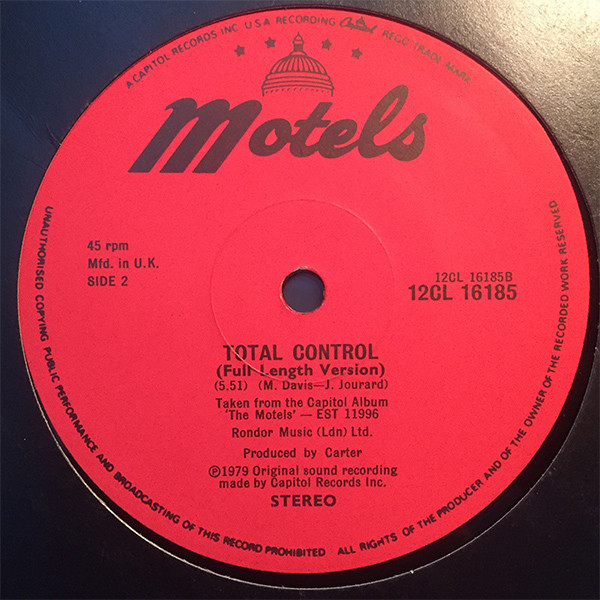 A CAPITOL RECORDS INC U.S.A RECORDING Capitol REGD TRADE MARK
Motels
45 rpm
Mfd. in U.K.
SIDE 2
12CL 16185B
12CL 16185
TOTAL CONTROL
(Full Length Version)
(5.51) (M. Davis—J. Jourard)
Taken from the Capitol Album
'The Motels' — EST 11996
Rondor Music (Ldn) Ltd.
Produced by Carter
Ⓟ1979 Original sound recording
made by Capitol Records Inc.
STEREO
UNAUTHORISED COPYING PUBLIC PERFORMANCE AND BROADCASTING OF THIS RECORD PROHIBITED ALL RIGHTS OF THE PRODUCER AND OF THE OWNER OF THE RECORDED WORK RESERVED